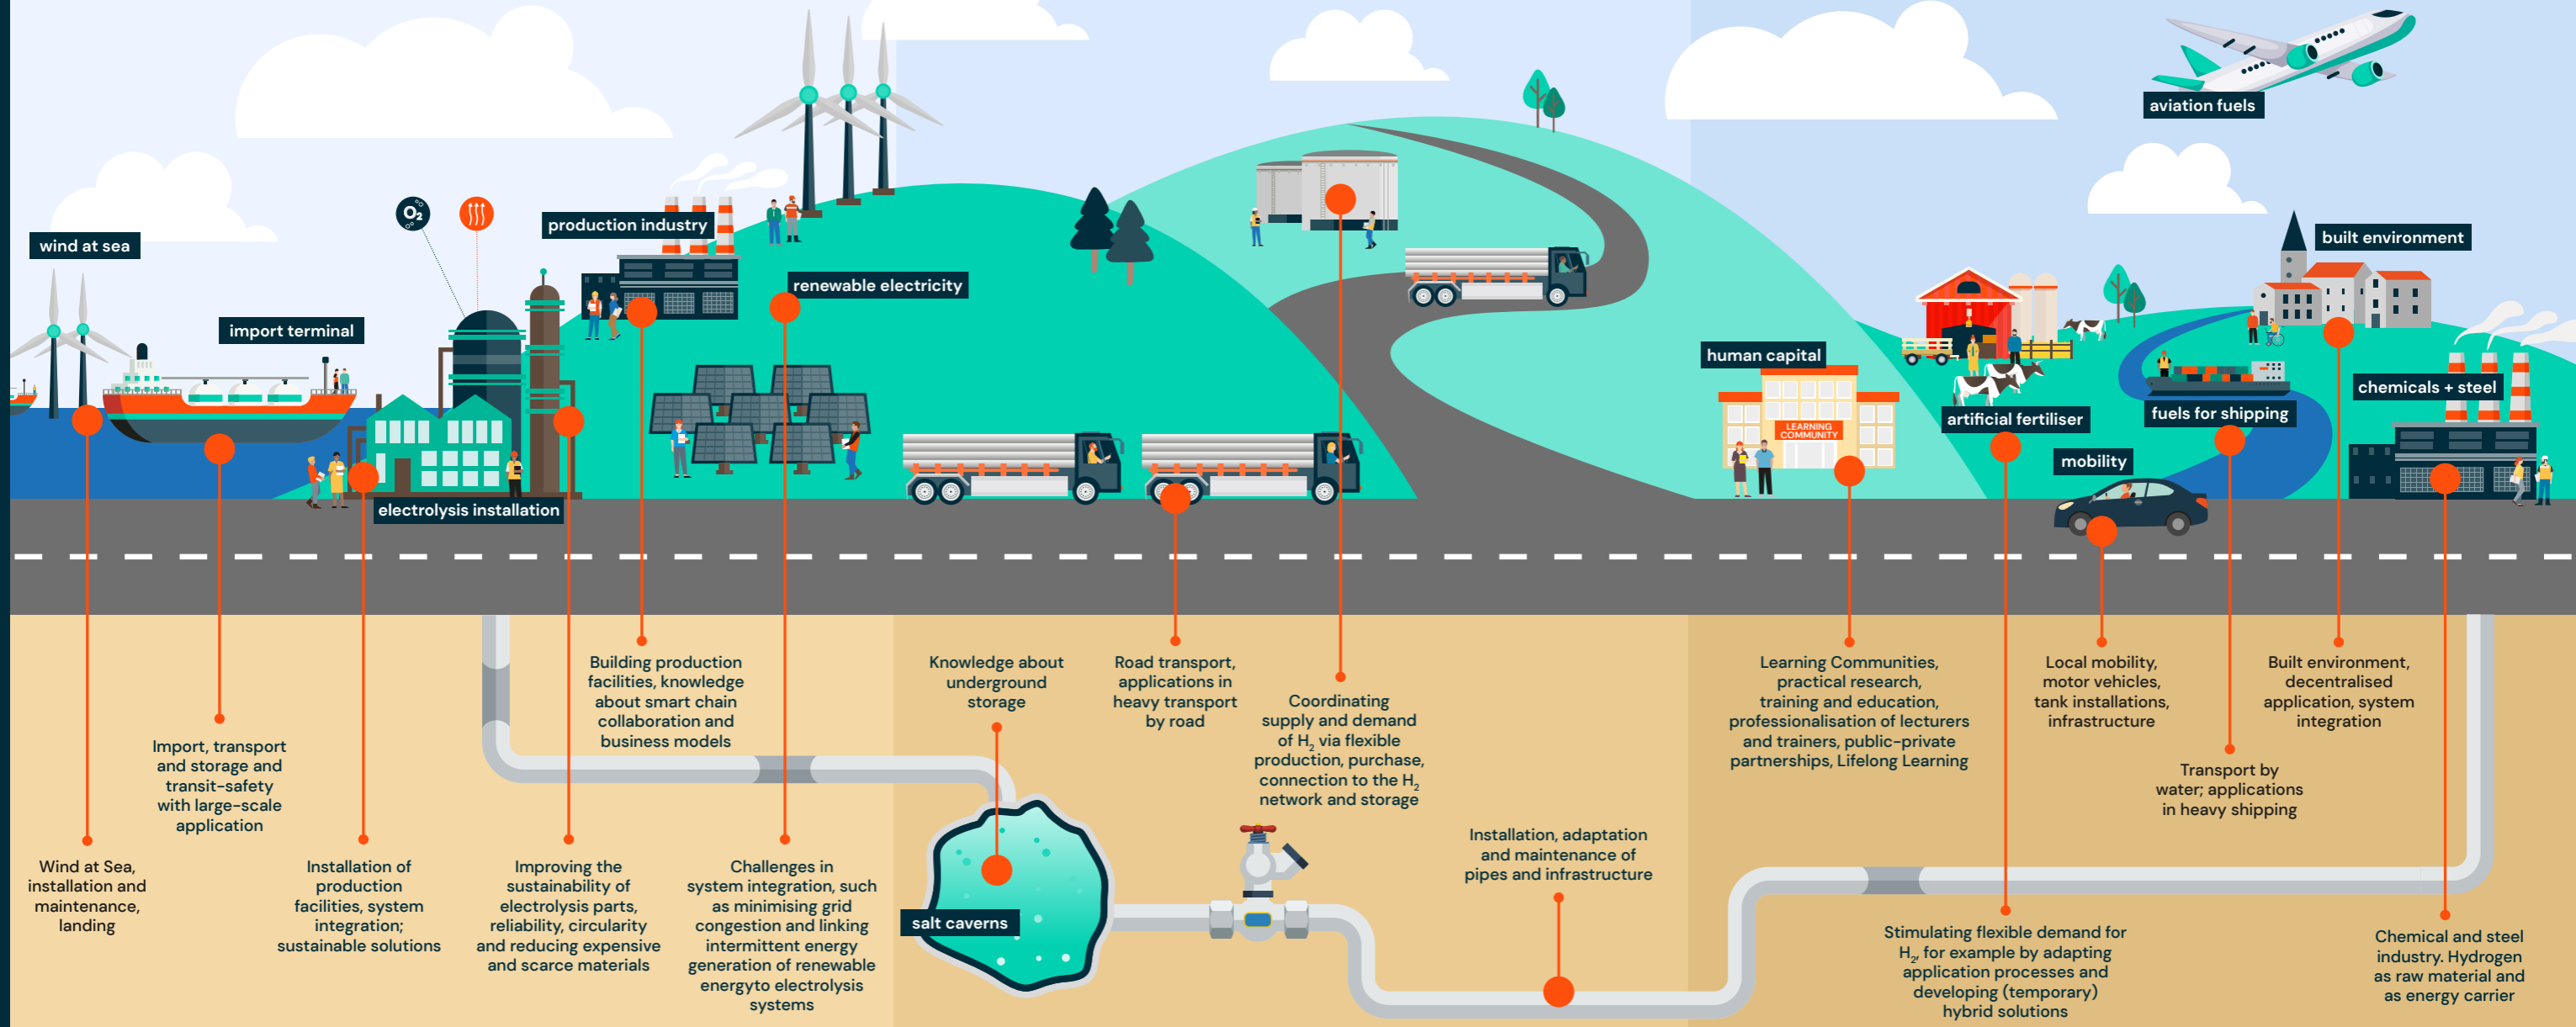 aviation fuels
O₂
production industry
wind at sea
built environment
renewable electricity
import terminal
human capital
chemicals + steel
LEARNING
COMMUNITY
artificial fertiliser
fuels for shipping
mobility
electrolysis installation
Wind at Sea,
installation and
maintenance,
landing
Import, transport
and storage and
transit-safety
with large-scale
application
Installation of
production
facilities, system
integration;
sustainable solutions
Improving the
sustainability of
electrolysis parts,
reliability, circularity
and reducing expensive
and scarce materials
Building production
facilities, knowledge
about smart chain
collaboration and
business models
Challenges in
system integration, such
as minimising grid
congestion and linking
intermittent energy
generation of renewable
energyto electrolysis
systems
Knowledge about
underground
storage
salt caverns
Road transport,
applications in
heavy transport
by road
Coordinating
supply and demand
of H₂ via flexible
production, purchase,
connection to the H₂
network and storage
Installation, adaptation
and maintenance of
pipes and infrastructure
Learning Communities,
practical research,
training and education,
professionalisation of lecturers
and trainers, public-private
partnerships, Lifelong Learning
Stimulating flexible demand for
H₂, for example by adapting
application processes and
developing (temporary)
hybrid solutions
Local mobility,
motor vehicles,
tank installations,
infrastructure
Transport by
water; applications
in heavy shipping
Built environment,
decentralised
application, system
integration
Chemical and steel
industry. Hydrogen
as raw material and
as energy carrier